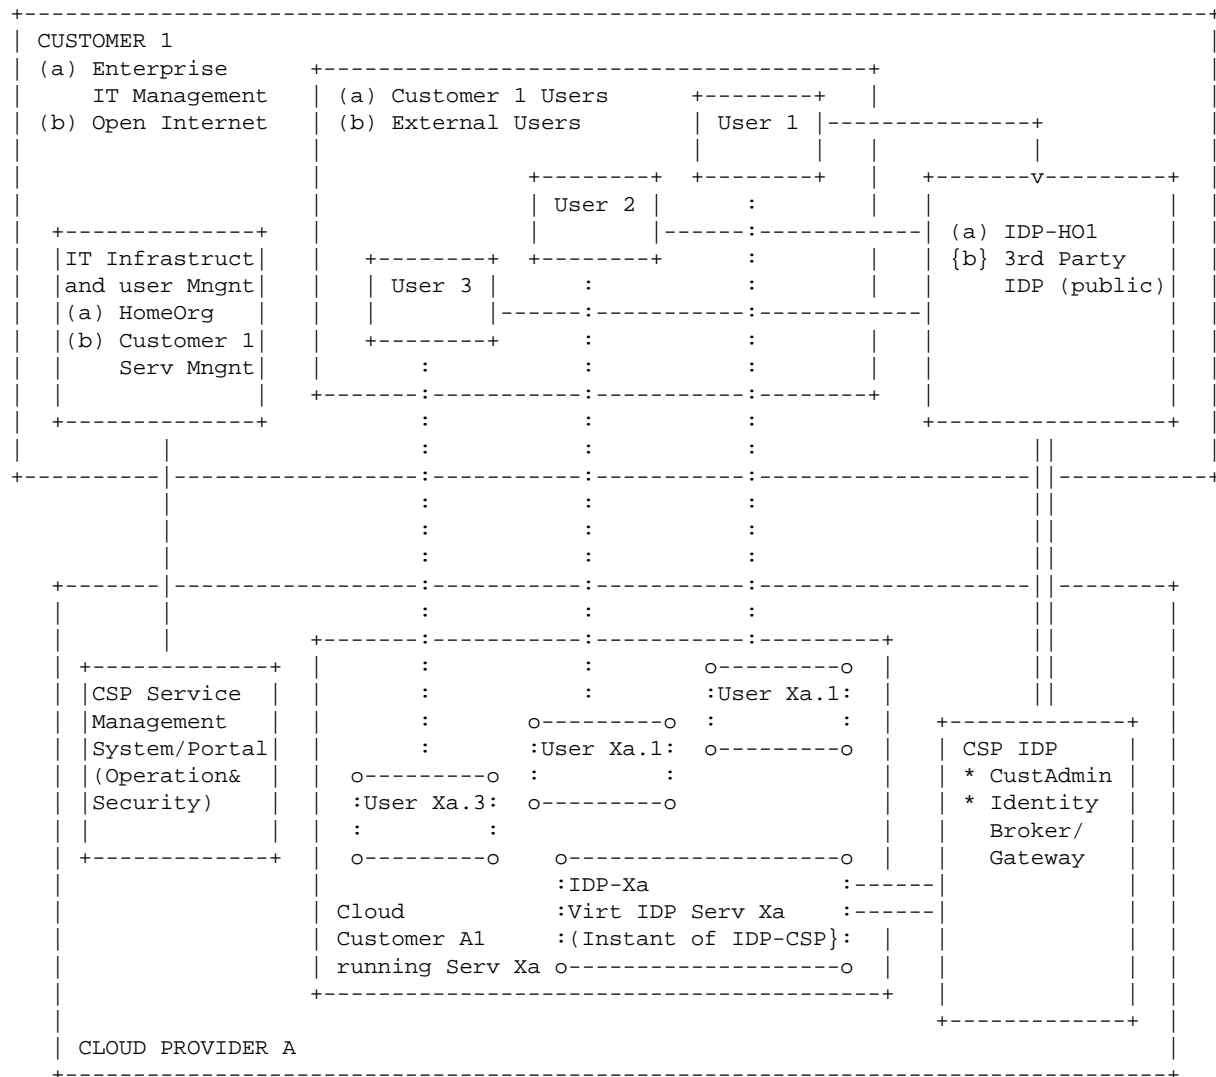 CUSTOMER 1
(a) Enterprise
IT Management
(b) Open Internet
(a) Customer 1 Users
(b) External Users
User 1
User 2
User 3
IT Infrastruct
and user Mngnt
(a) HomeOrg
(b) Customer 1
Serv Mngnt
(a) IDP-HO1
{b} 3rd Party
IDP (public)
CSP Service
Management
System/Portal
(Operation&
Security)
User Xa.1
User Xa.1
User Xa.3
IDP-Xa
Virt IDP Serv Xa
(Instant of IDP-CSP}
Cloud
Customer A1
running Serv Xa
CSP IDP
* CustAdmin
* Identity
Broker/
Gateway
CLOUD PROVIDER A